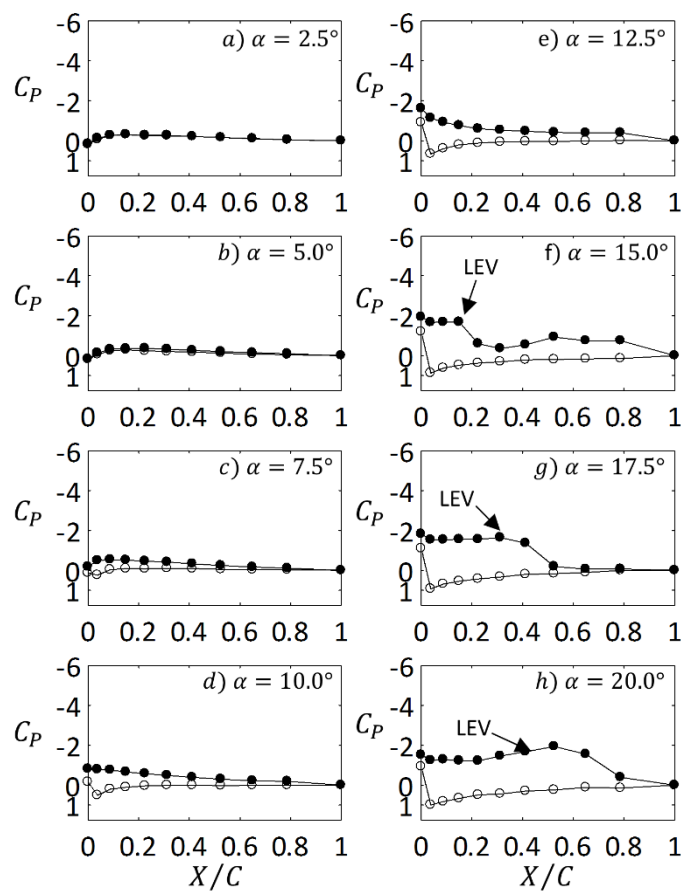 a) α = 2.5°
C_P
-6
-4
-2
0
1
0 0.2 0.4 0.6 0.8 1
b) α = 5.0°
C_P
-6
-4
-2
0
1
0 0.2 0.4 0.6 0.8 1
c) α = 7.5°
C_P
-6
-4
-2
0
1
0 0.2 0.4 0.6 0.8 1
d) α = 10.0°
C_P
-6
-4
-2
0
1
0 0.2 0.4 0.6 0.8 1
X/C
e) α = 12.5°
C_P
-6
-4
-2
0
1
0 0.2 0.4 0.6 0.8 1
f) α = 15.0°
LEV
C_P
-6
-4
-2
0
1
0 0.2 0.4 0.6 0.8 1
g) α = 17.5°
LEV
C_P
-6
-4
-2
0
1
0 0.2 0.4 0.6 0.8 1
h) α = 20.0°
LEV
C_P
-6
-4
-2
0
1
0 0.2 0.4 0.6 0.8 1
X/C